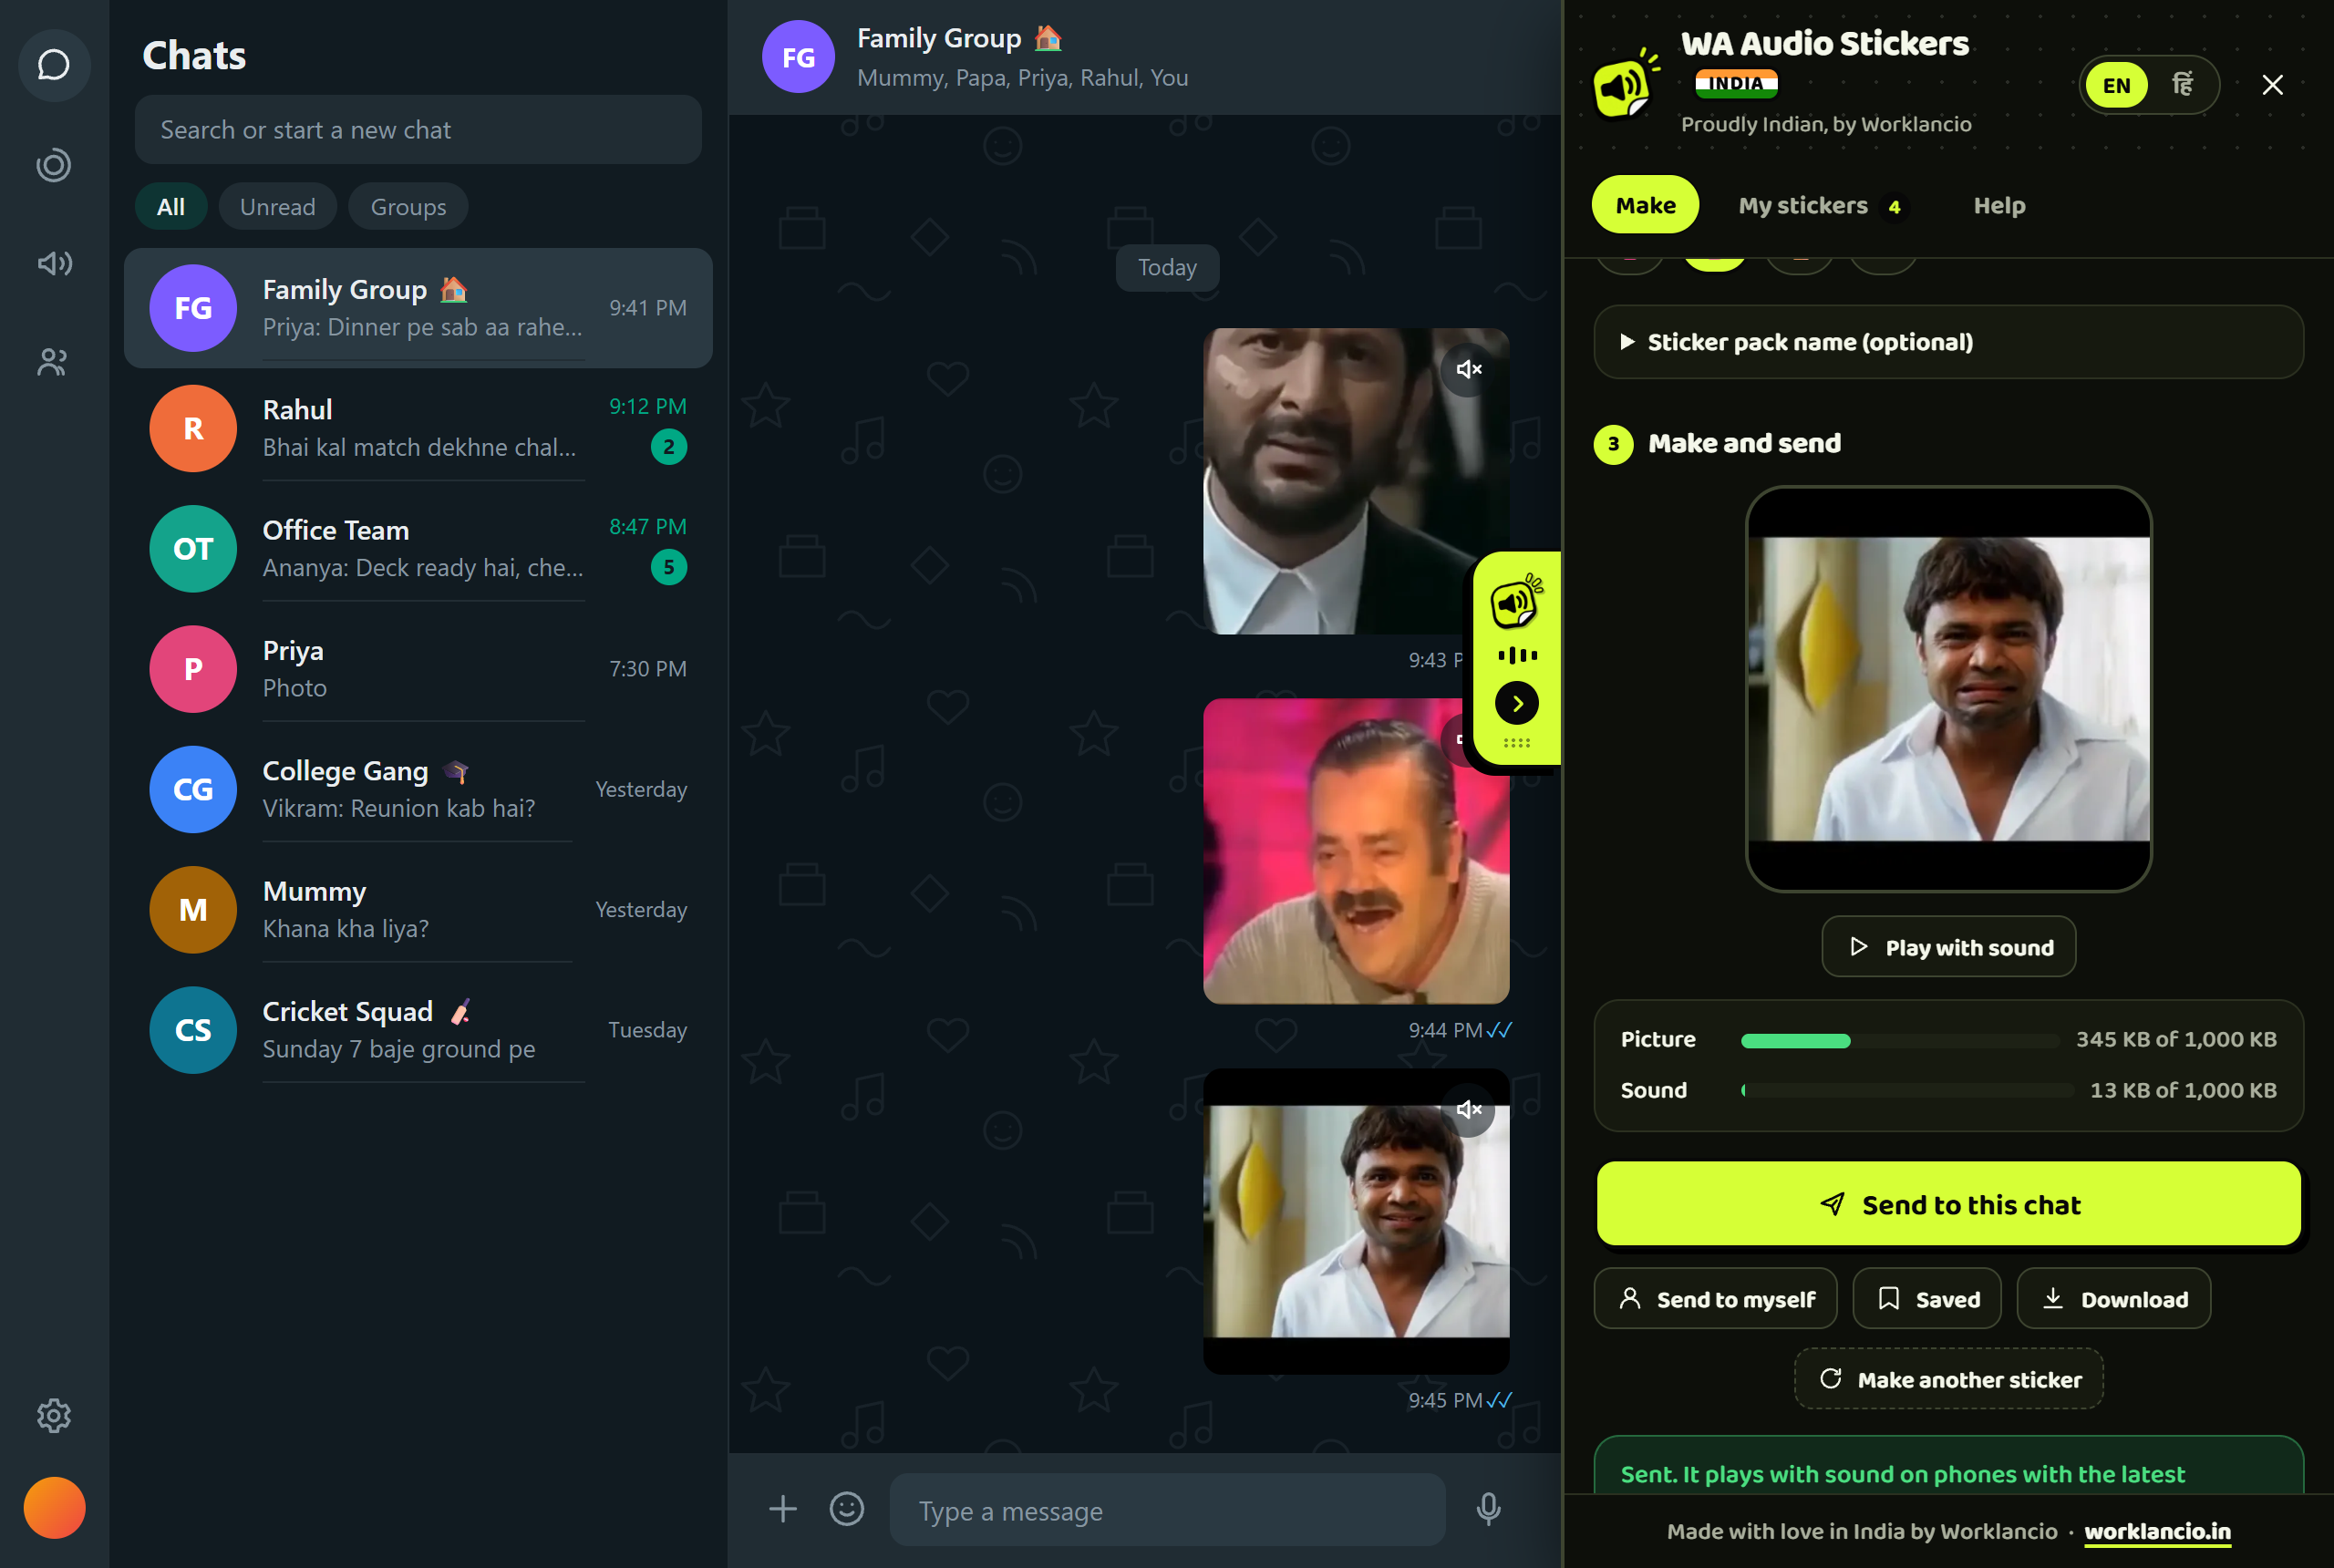 Chats
Search or start a new chat
All
Unread
Groups
FG
Family Group
9:41 PM
Priya: Dinner pe sab aa rahe...
R
Rahul
9:12 PM
Bhai kal match dekhne chal...
2
OT
Office Team
8:47 PM
Ananya: Deck ready hai, che...
5
P
Priya
7:30 PM
Photo
CG
College Gang
Yesterday
Vikram: Reunion kab hai?
M
Mummy
Yesterday
Khana kha liya?
CS
Cricket Squad
Tuesday
Sunday 7 baje ground pe
FG
Family Group
Mummy, Papa, Priya, Rahul, You
Today
9:43
9:44 PM
9:45 PM
Type a message
WA Audio Stickers
INDIA
Proudly Indian, by Worklancio
EN
हिं
Make
My stickers 4
Help
Sticker pack name (optional)
3 Make and send
Play with sound
Picture 345 KB of 1,000 KB
Sound 13 KB of 1,000 KB
Send to this chat
Send to myself
Saved
Download
Make another sticker
Sent. It plays with sound on phones with the latest
Made with love in India by Worklancio · worklancio.in